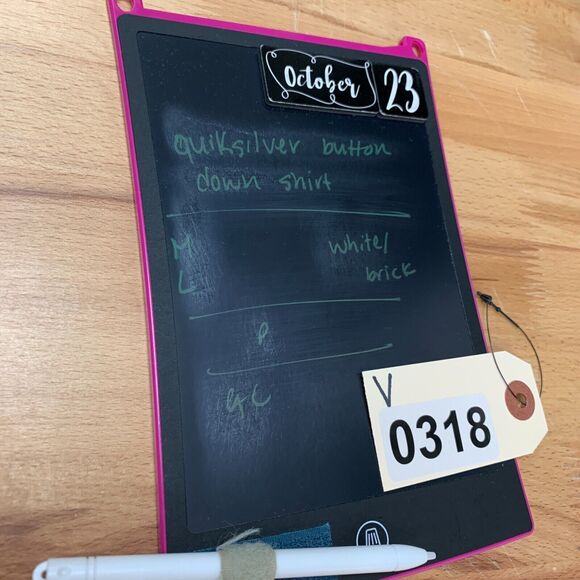 October 23
quiksilver button
down shirt
M white/
L brick
P
GC
V
0318